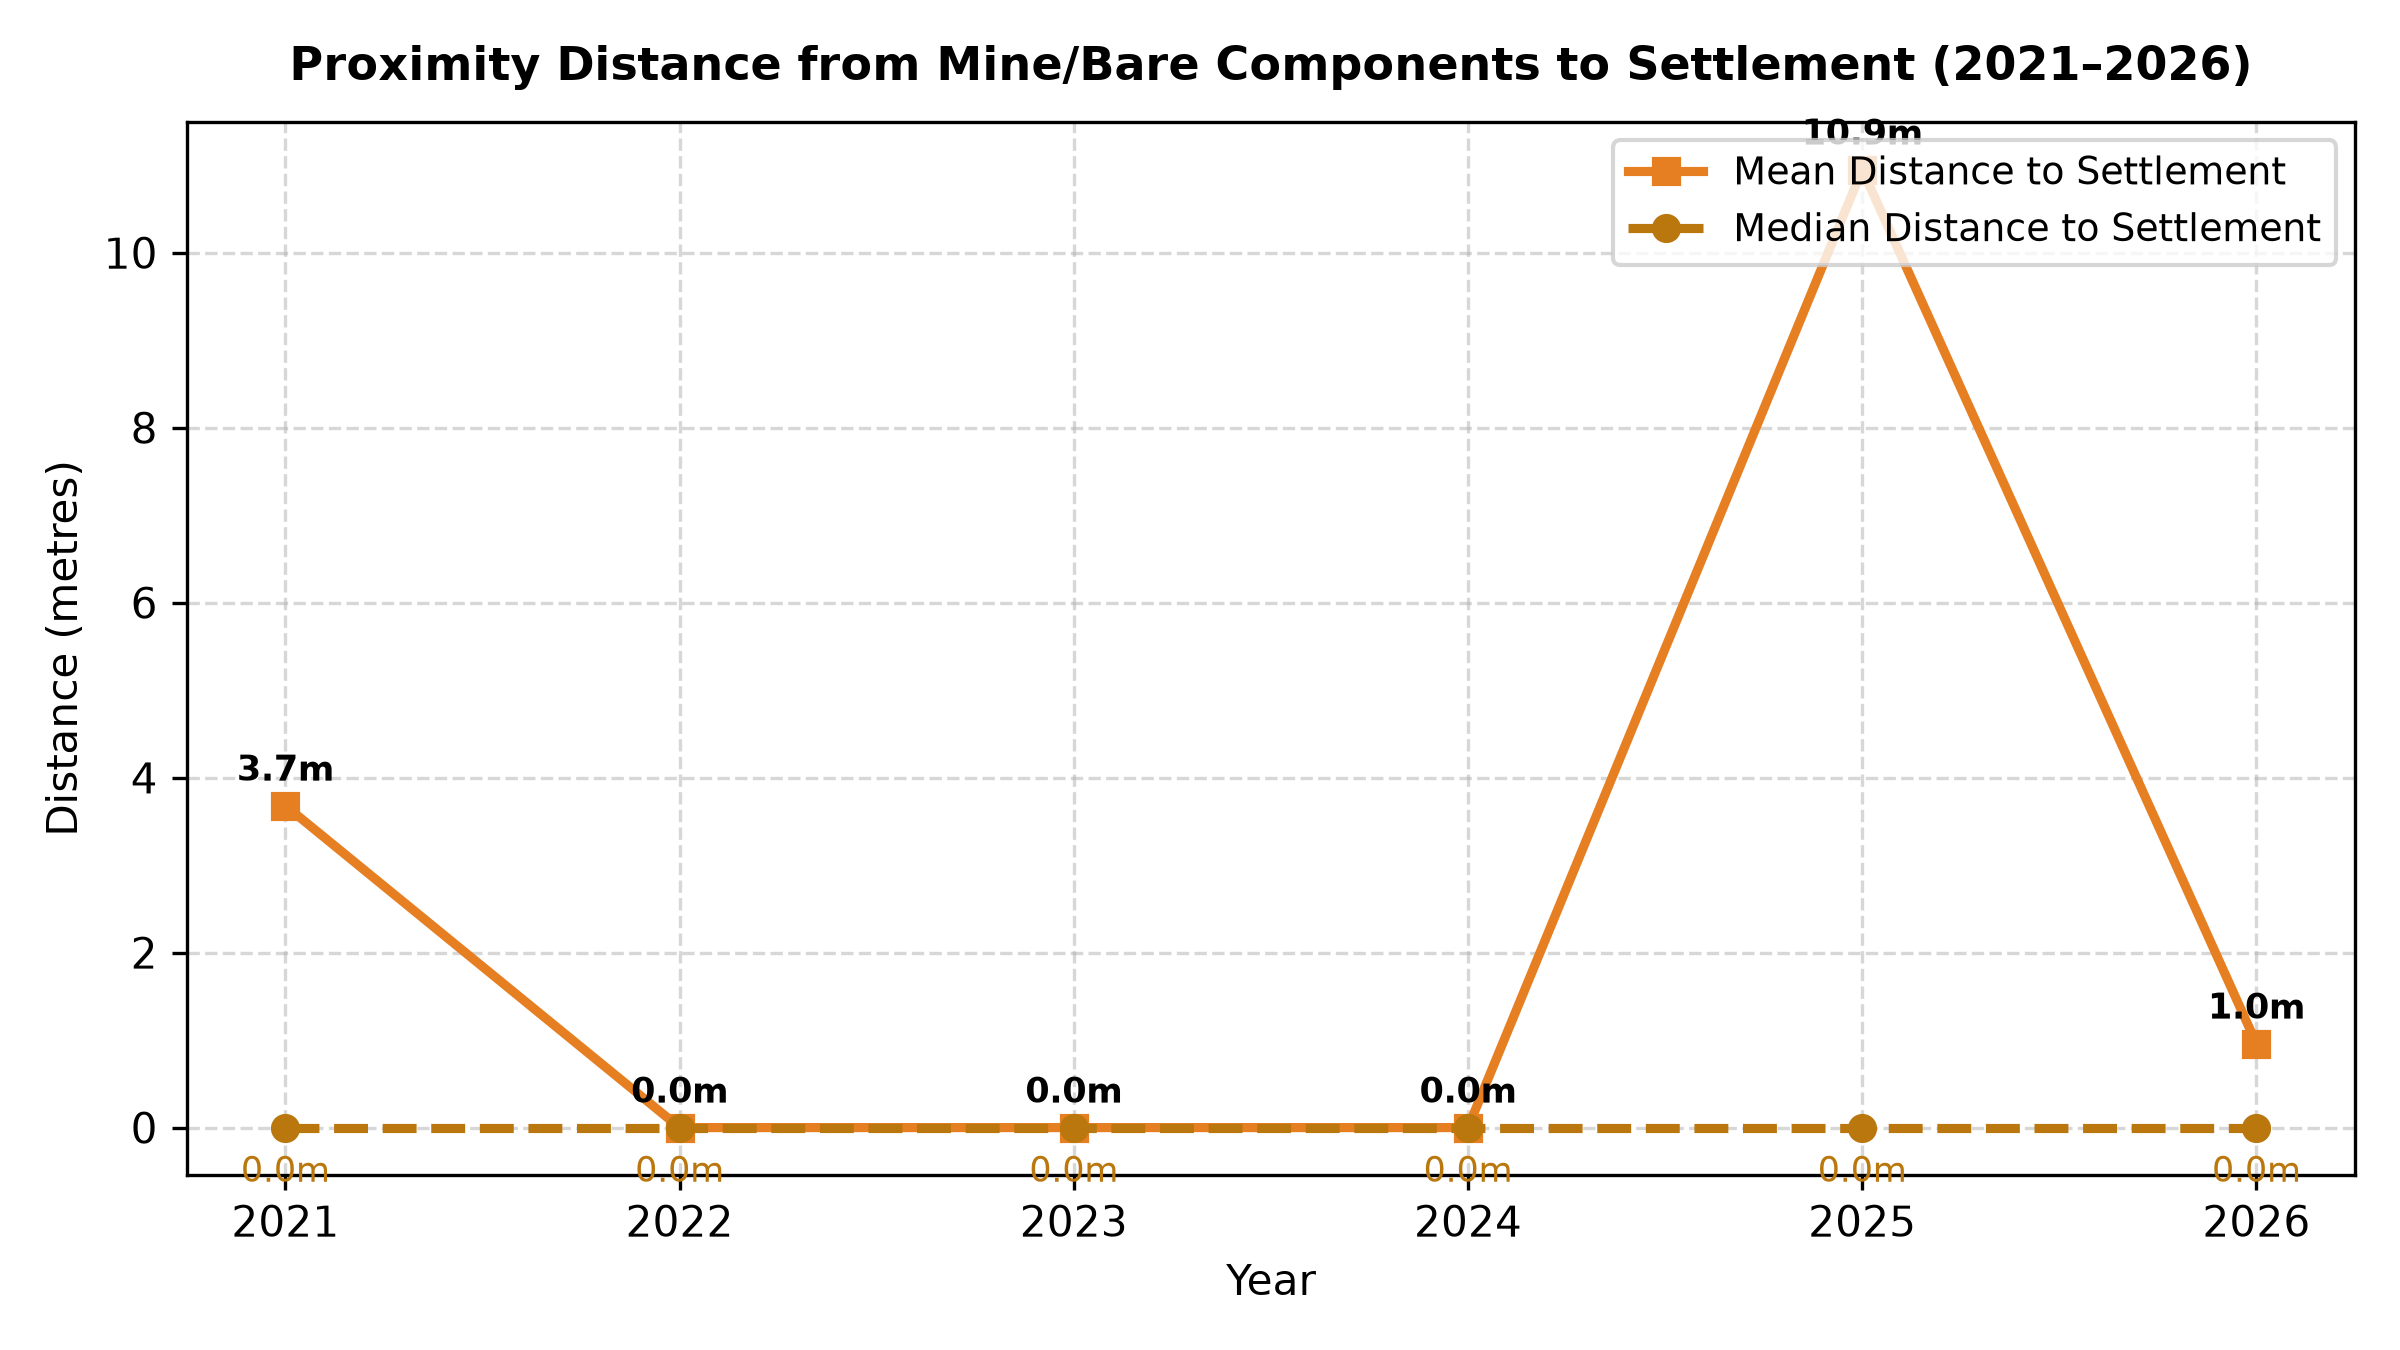 Proximity Distance from Mine/Bare Components to Settlement (2021–2026)
10.9m
Mean Distance to Settlement
Median Distance to Settlement
Distance (metres)
10
8
6
4
2
0
3.7m
0.0m
0.0m
0.0m
1.0m
0.0m
0.0m
0.0m
0.0m
0.0m
0.0m
2021
2022
2023
2024
2025
2026
Year